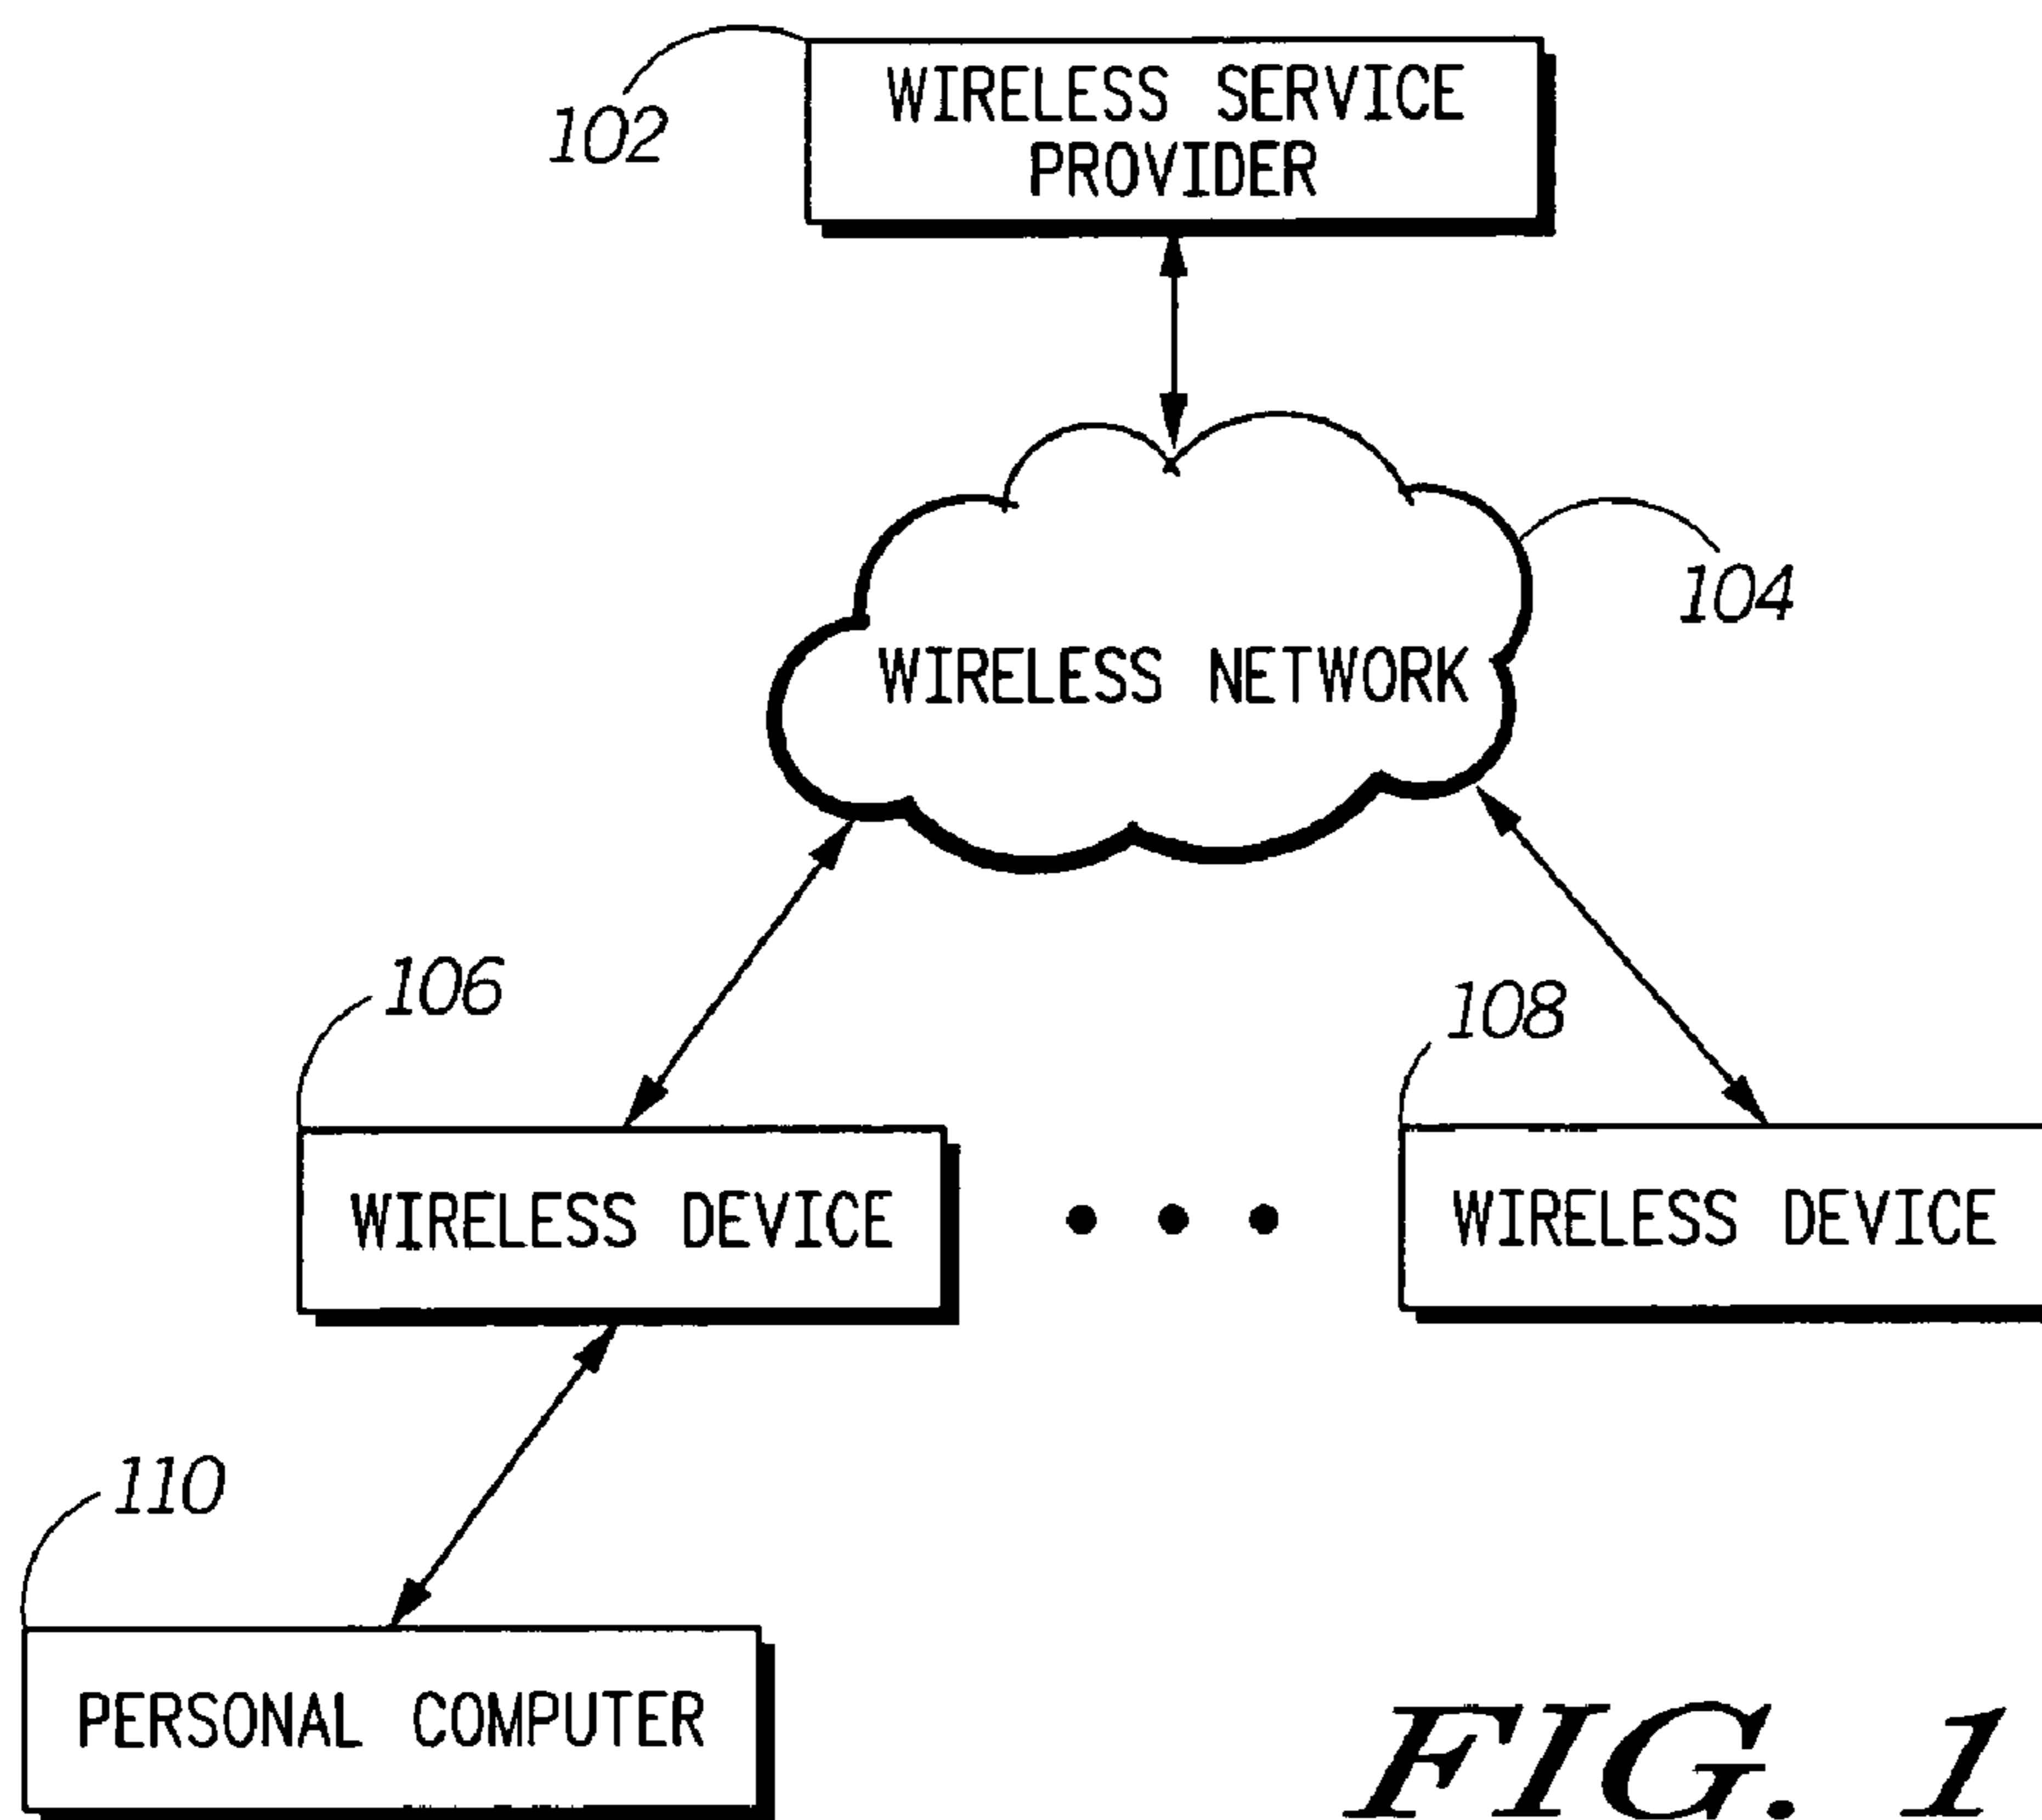 102
WIRELESS SERVICE
PROVIDER
104
WIRELESS NETWORK
106
108
WIRELESS DEVICE
WIRELESS DEVICE
110
PERSONAL COMPUTER
FIG. 1